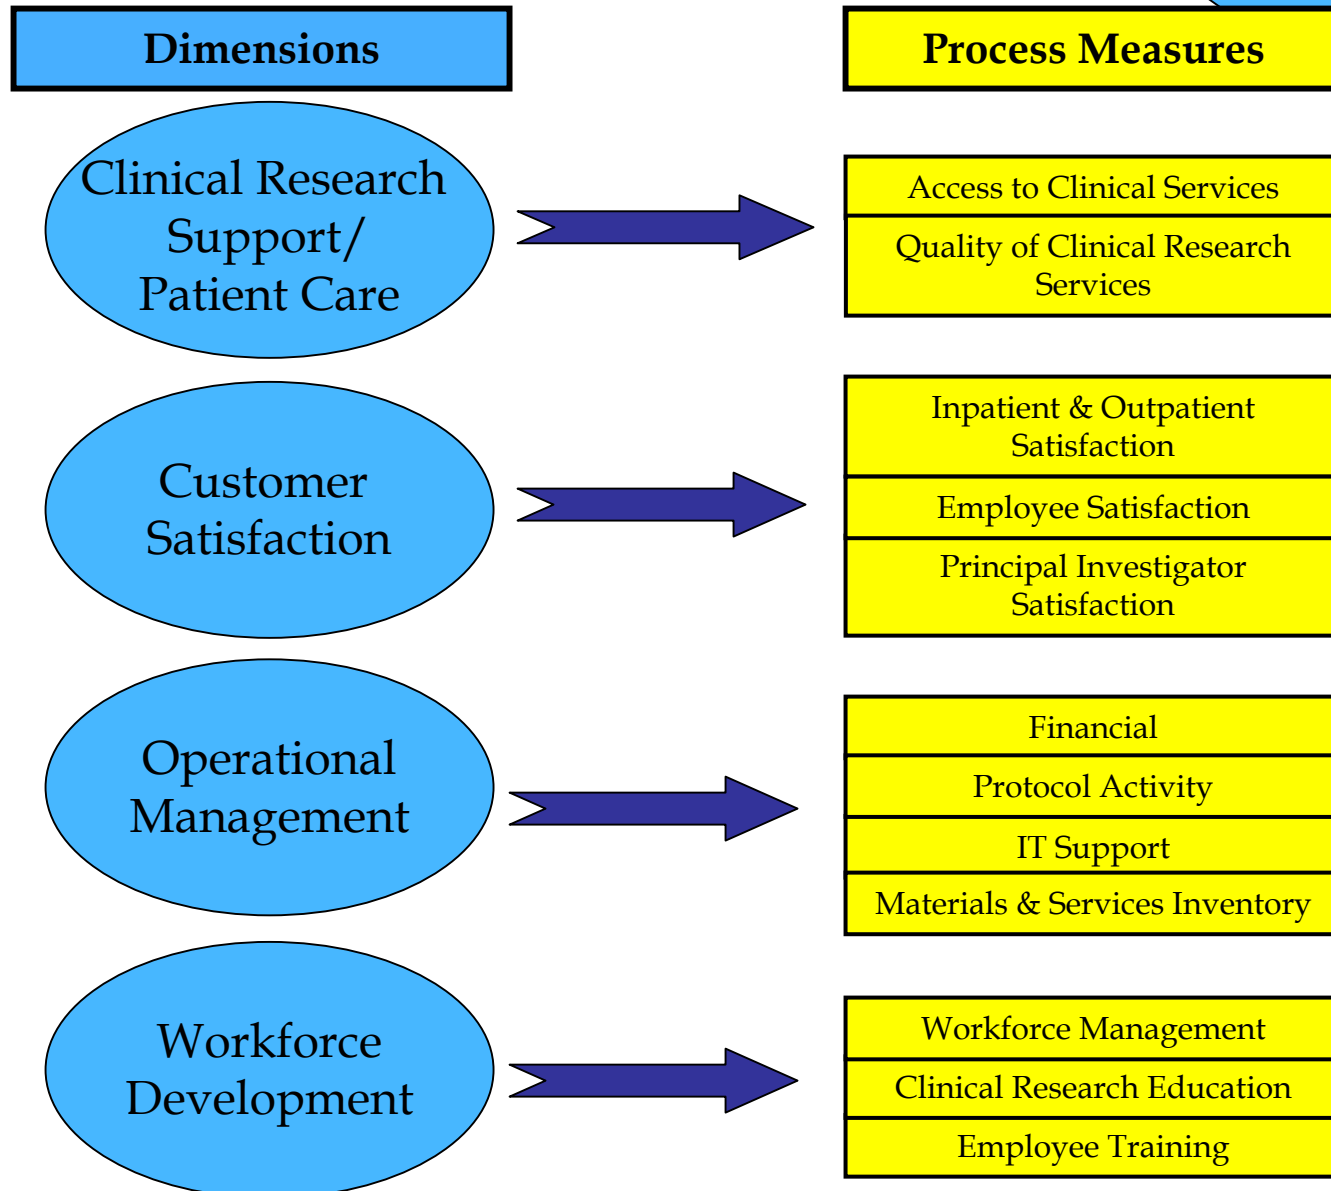 Dimensions
Process Measures
Clinical Research
Support/
Patient Care
Access to Clinical Services
Quality of Clinical Research
Services
Customer
Satisfaction
Inpatient & Outpatient
Satisfaction
Employee Satisfaction
Principal Investigator
Satisfaction
Operational
Management
Financial
Protocol Activity
IT Support
Materials & Services Inventory
Workforce
Development
Workforce Management
Clinical Research Education
Employee Training